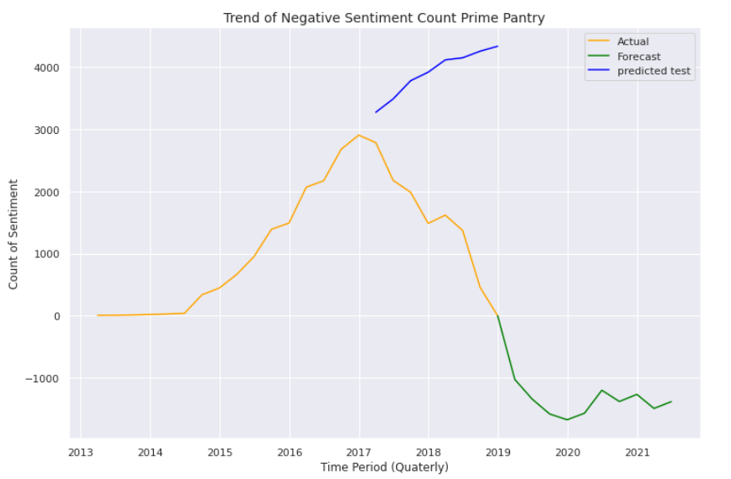 Trend of Negative Sentiment Count Prime Pantry
Actual
Forecast
predicted test
Count of Sentiment
4000
3000
2000
1000
0
−1000
2013 2014 2015 2016 2017 2018 2019 2020 2021
Time Period (Quaterly)